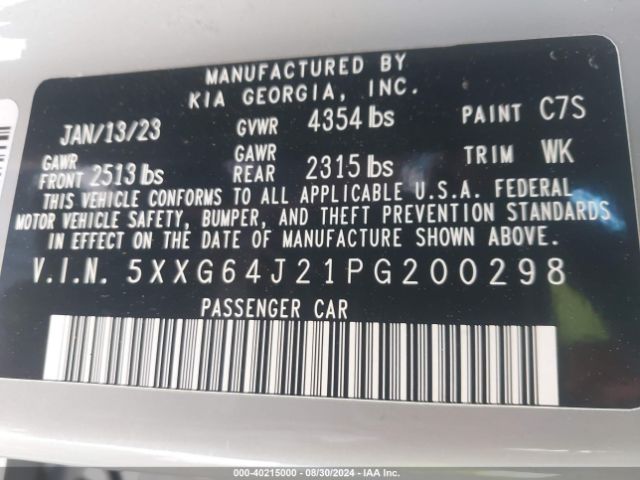 MANUFACTURED BY
KIA GEORGIA, INC.
JAN/13/23 GVWR 4354 lbs PAINT C7S
GAWR FRONT 2513 lbs GAWR REAR 2315 lbs TRIM WK
THIS VEHICLE CONFORMS TO ALL APPLICABLE U.S.A. FEDERAL
MOTOR VEHICLE SAFETY, BUMPER, AND THEFT PREVENTION STANDARDS
IN EFFECT ON THE DATE OF MANUFACTURE SHOWN ABOVE.
V.I.N. 5XXG64J21PG200298
PASSENGER CAR
000-40215000 - 08/30/2024 - IAA Inc.